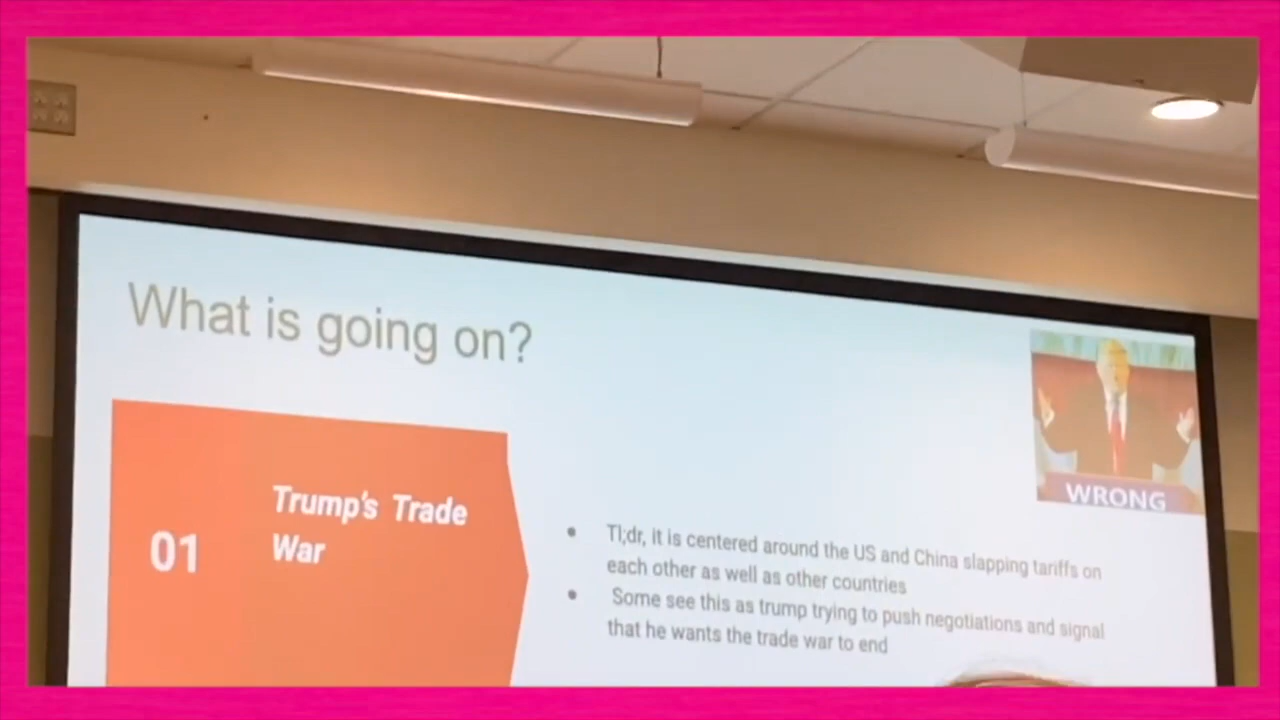 What is going on?
WRONG
01
Trump's Trade
War
Tl;dr, it is centered around the US and China slapping tariffs on
each other as well as other countries
Some see this as trump trying to push negotiations and signal
that he wants the trade war to end